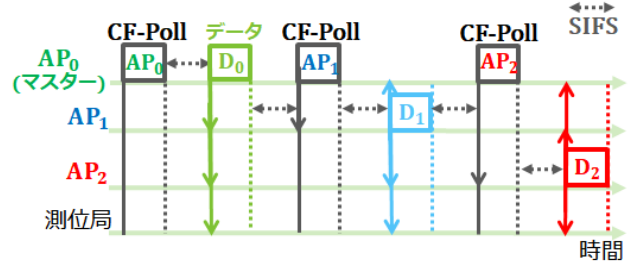 CF-Poll データ CF-Poll CF-Poll SIFS
AP₀ AP₀ D₀ AP₁ AP₂
(マスター)
AP₁ D₁
AP₂ D₂
測位局
時間